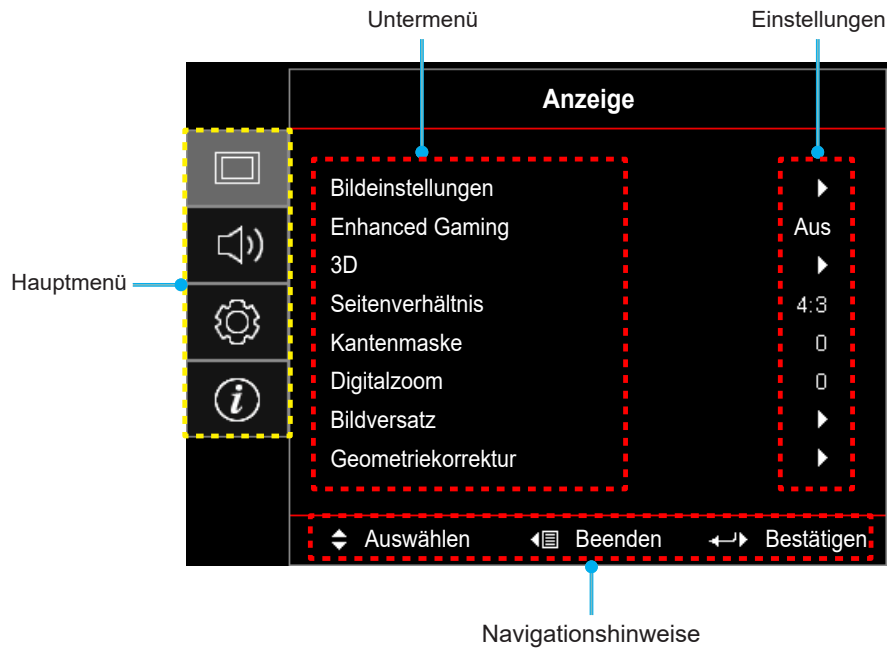 Untermenü Einstellungen
Anzeige
Bildeinstellungen
Enhanced Gaming Aus
3D
Hauptmenü
Seitenverhältnis 4:3
Kantenmaske 0
Digitalzoom 0
Bildversatz
Geometriekorrektur
Auswählen Beenden Bestätigen
Navigationshinweise